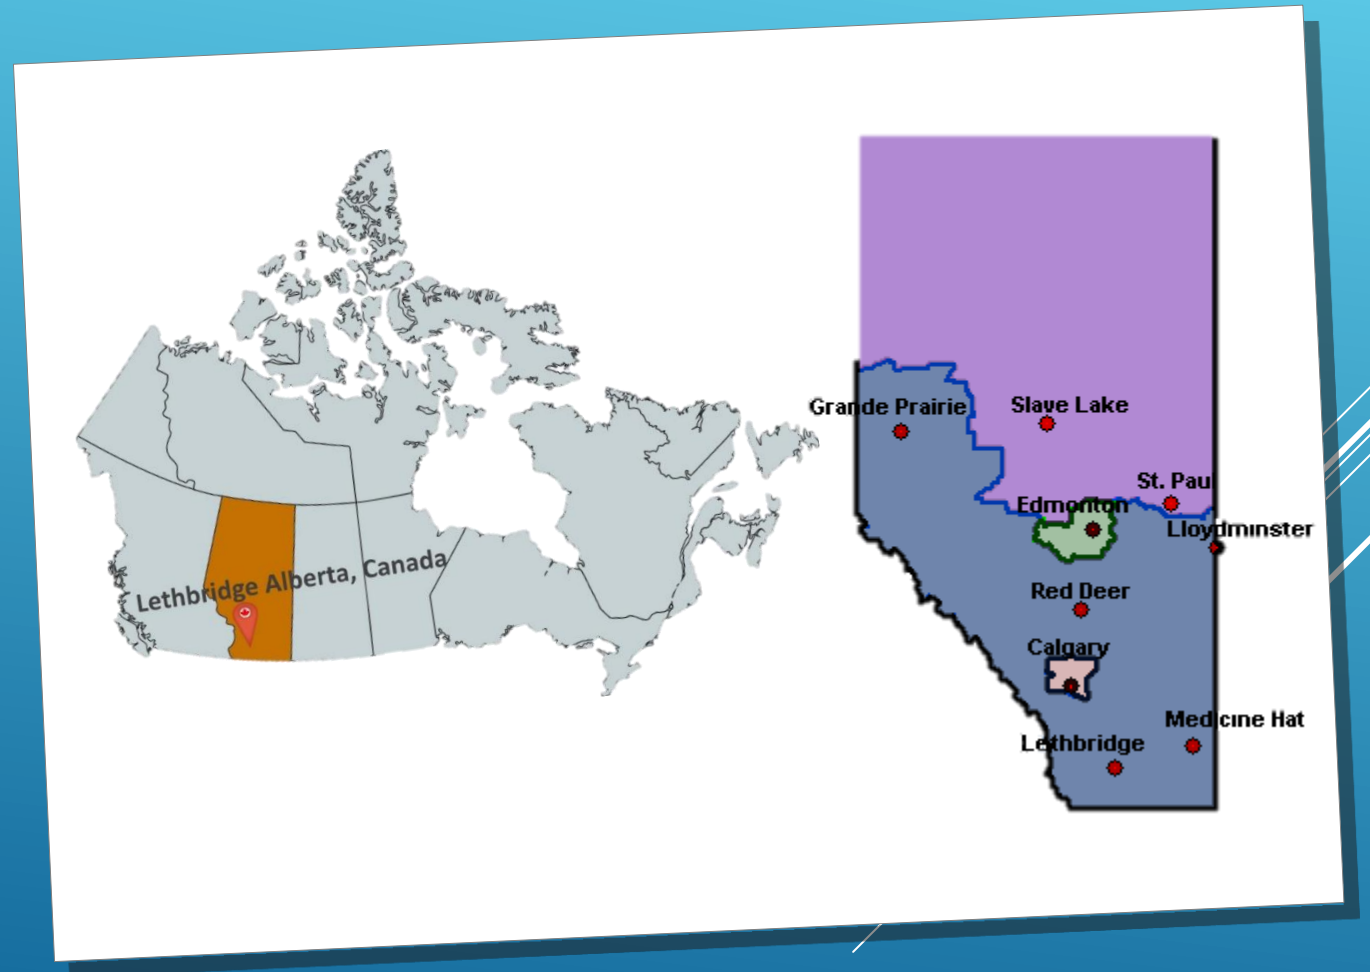 Lethbridge Alberta, Canada
Grande Prairie
Slave Lake
St. Paul
Edmonton
Lloydminster
Red Deer
Calgary
Medicine Hat
Lethbridge